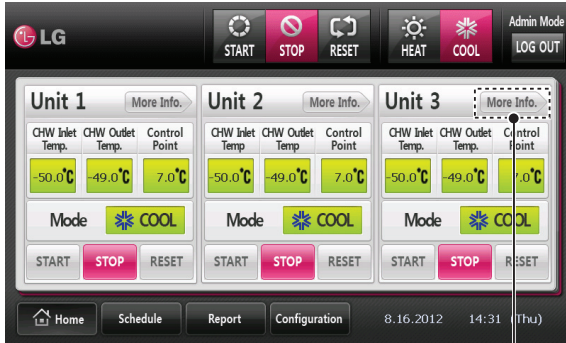 LG
START STOP RESET HEAT COOL
Admin Mode
LOG OUT
Unit 1 More Info.
CHW Inlet Temp. CHW Outlet Temp. Control Point
-50.0°C -49.0°C 7.0°C
Mode COOL
START STOP RESET
Unit 2 More Info.
CHW Inlet Temp CHW Outlet Temp Control Point
-50.0°C -49.0°C 7.0°C
Mode COOL
START STOP RESET
Unit 3 More Info.
CHW Inlet Temp. CHW Outlet Temp. Control Point
-50.0°C -49.0°C 7.0°C
Mode COOL
START STOP RESET
Home Schedule Report Configuration 8.16.2012 14:31 (Thu)